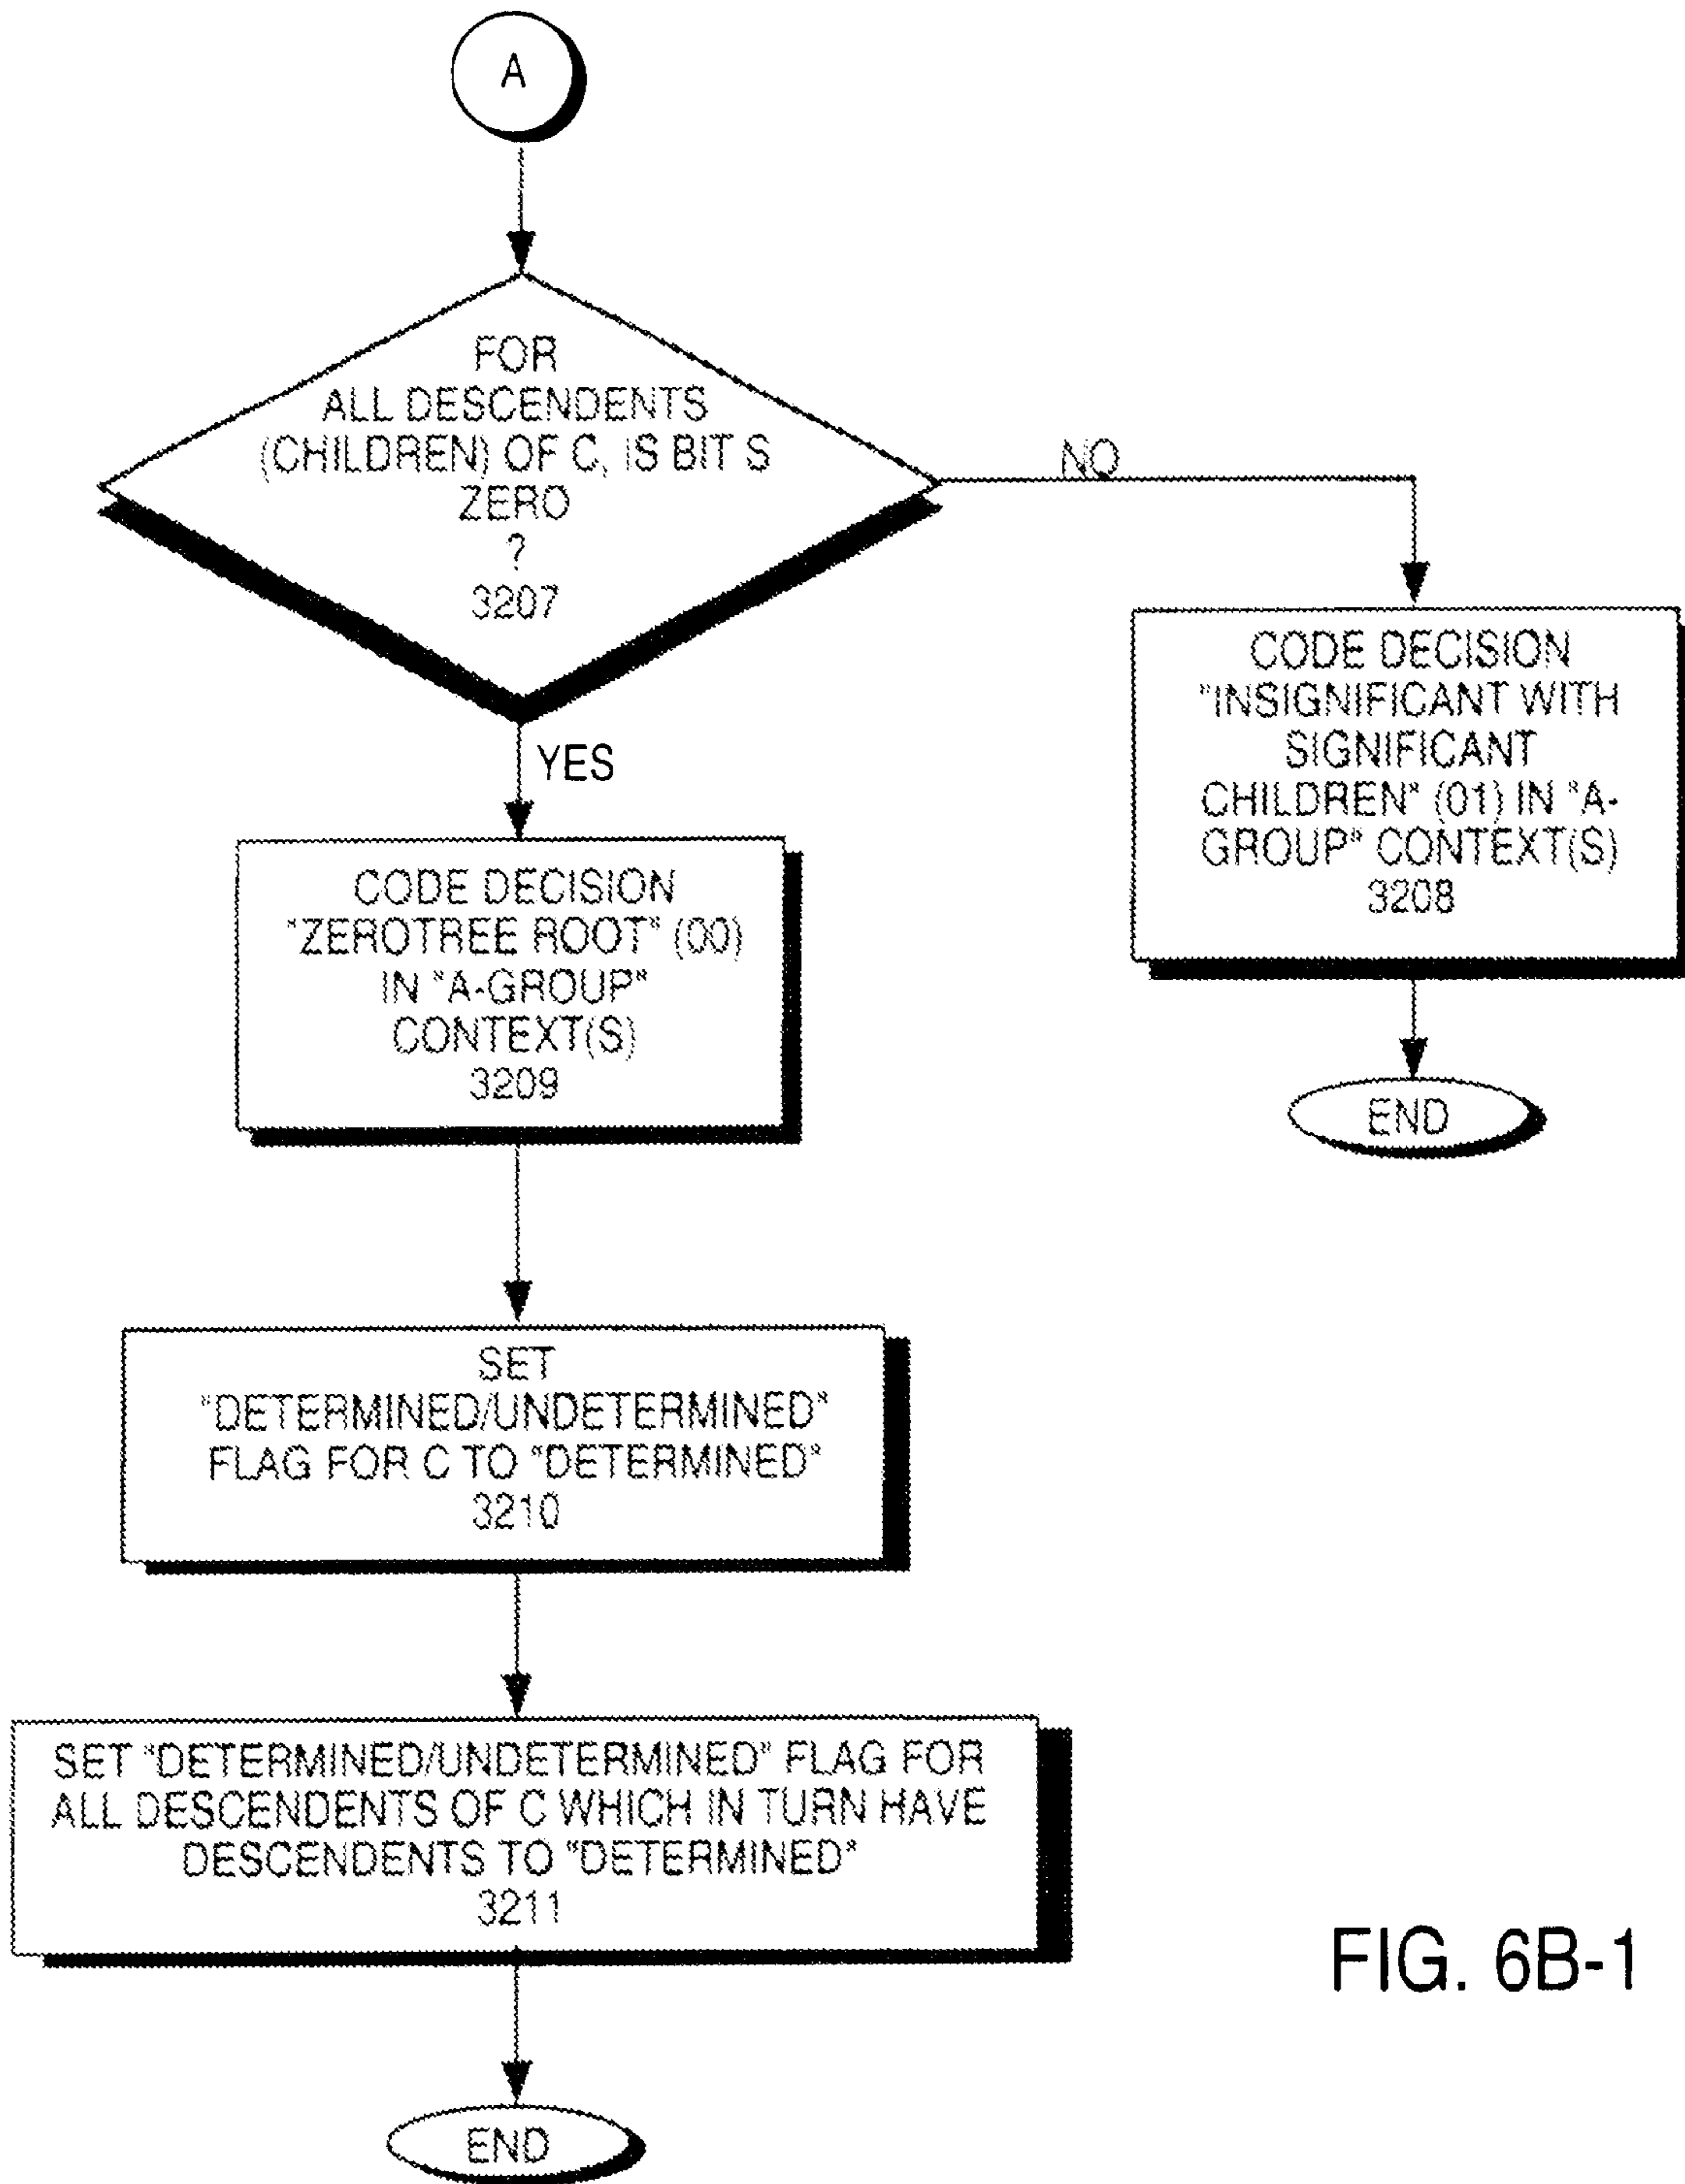 A
FOR
ALL DESCENDENTS
(CHILDREN) OF C, IS BIT S
ZERO
?
3207
NO
YES
CODE DECISION
"INSIGNIFICANT WITH
SIGNIFICANT
CHILDREN" (01) IN "A-
GROUP" CONTEXT(S)
3208
END
CODE DECISION
"ZEROTREE ROOT" (00)
IN "A-GROUP"
CONTEXT(S)
3209
SET
"DETERMINED/UNDETERMINED"
FLAG FOR C TO "DETERMINED"
3210
SET "DETERMINED/UNDETERMINED" FLAG FOR
ALL DESCENDENTS OF C WHICH IN TURN HAVE
DESCENDENTS TO "DETERMINED"
3211
END
FIG. 6B-1